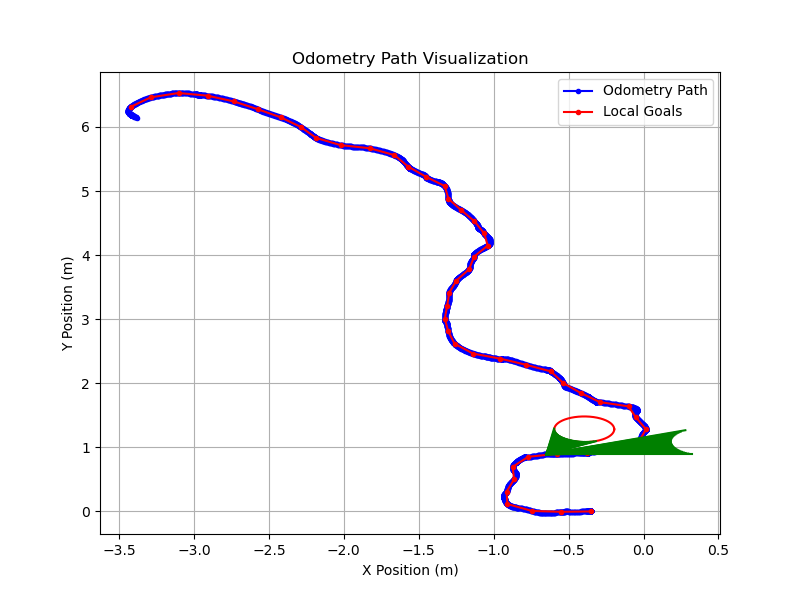 Odometry Path Visualization
Odometry Path
Local Goals
Y Position (m)
6
5
4
3
2
1
0
−3.5 −3.0 −2.5 −2.0 −1.5 −1.0 −0.5 0.0 0.5
X Position (m)